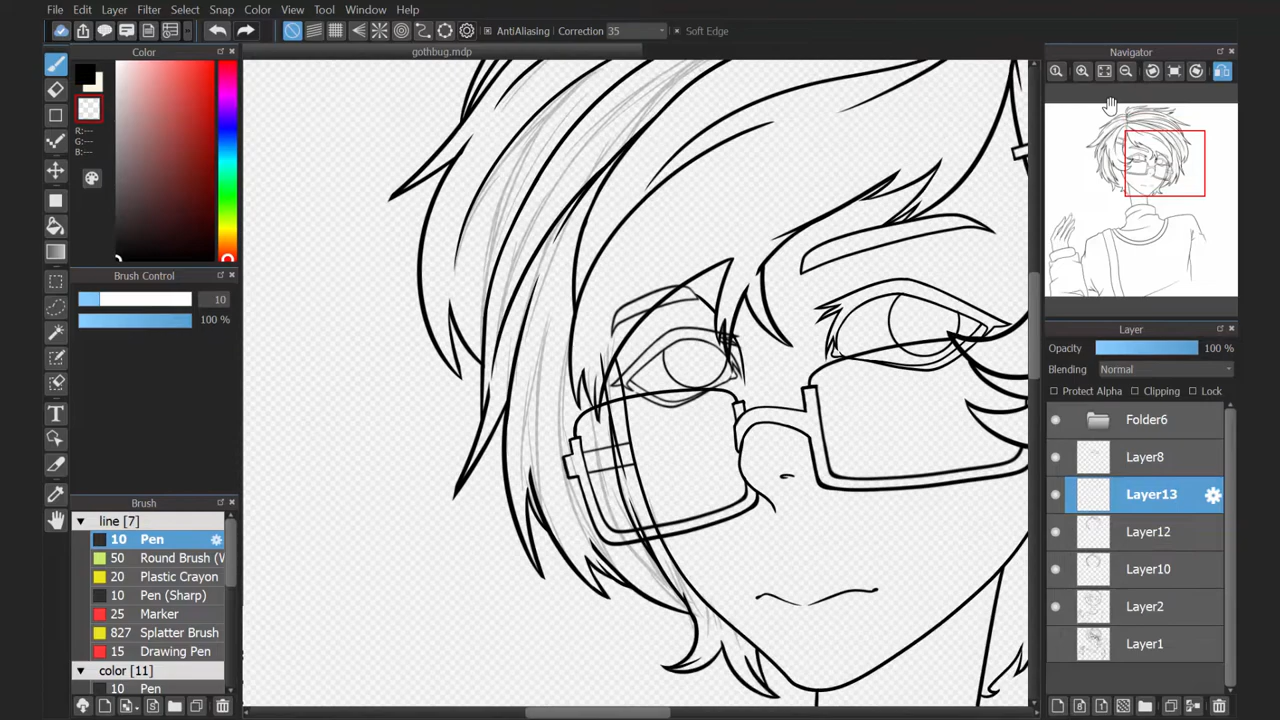 File Edit Layer Filter Select Snap Color View Tool Window Help
AntiAliasing Correction 35 Soft Edge
gothbug.mdp
Color
R:---
G:---
B:---
Brush Control
10
100 %
Brush
line [7]
10 Pen
50 Round Brush (W
20 Plastic Crayon
10 Pen (Sharp)
25 Marker
827 Splatter Brush
15 Drawing Pen
color [11]
10 Pen
Navigator
Layer
Opacity 100 %
Blending Normal
Protect Alpha Clipping Lock
Folder6
Layer8
Layer13
Layer12
Layer10
Layer2
Layer1